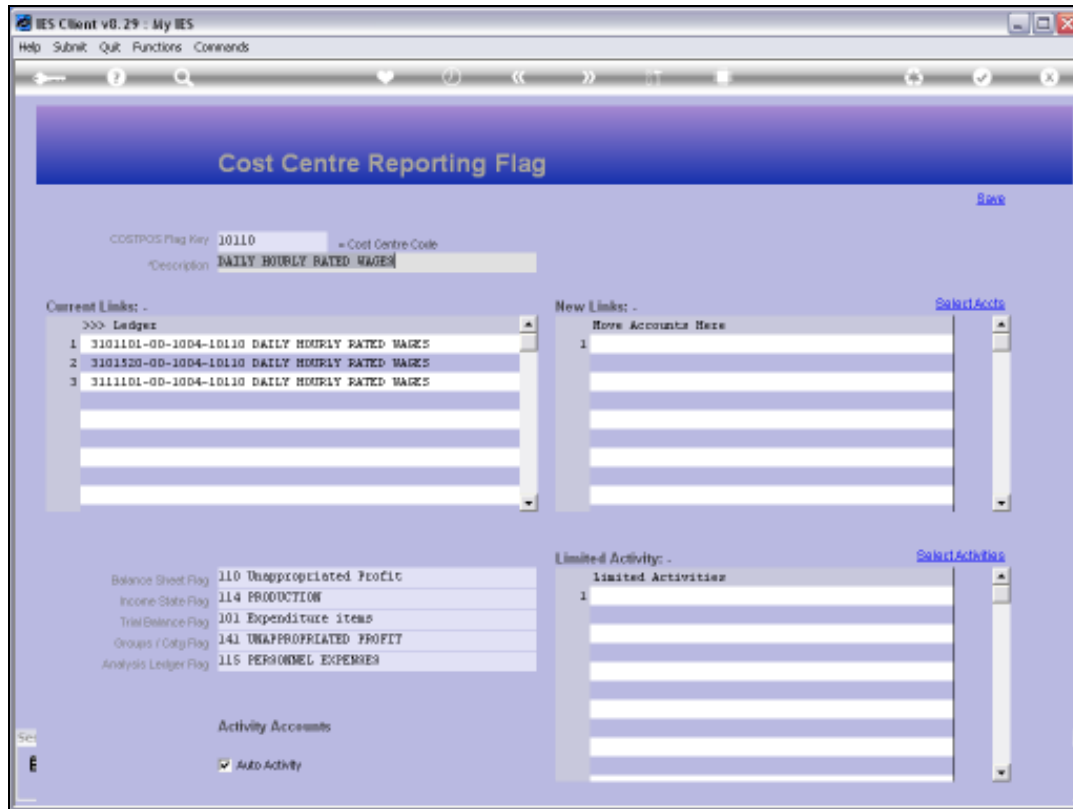 IES Client v8.29 : My IES
Help Submit Quit Functions Commands
Cost Centre Reporting Flag
Save
COSTPOS Flag Key 10110 = Cost Centre Code
*Description DAILY HOURLY RATED WAGES
Current Links: -
>>> Ledger
1 3101101-00-1004-10110 DAILY HOURLY RATED WAGES
2 3101520-00-1004-10110 DAILY HOURLY RATED WAGES
3 3111101-00-1004-10110 DAILY HOURLY RATED WAGES
New Links: -
Select Accts
Move Accounts Here
1
Balance Sheet Flag 110 Unappropriated Profit
Income State Flag 114 PRODUCTION
Trial Balance Flag 101 Expenditure items
Groups / Catg Flag 141 UNAPPROPRIATED PROFIT
Analysis Ledger Flag 115 PERSONNEL EXPENSES
Limited Activity: -
Select Activities
Limited Activities
1
Activity Accounts
Auto Activity